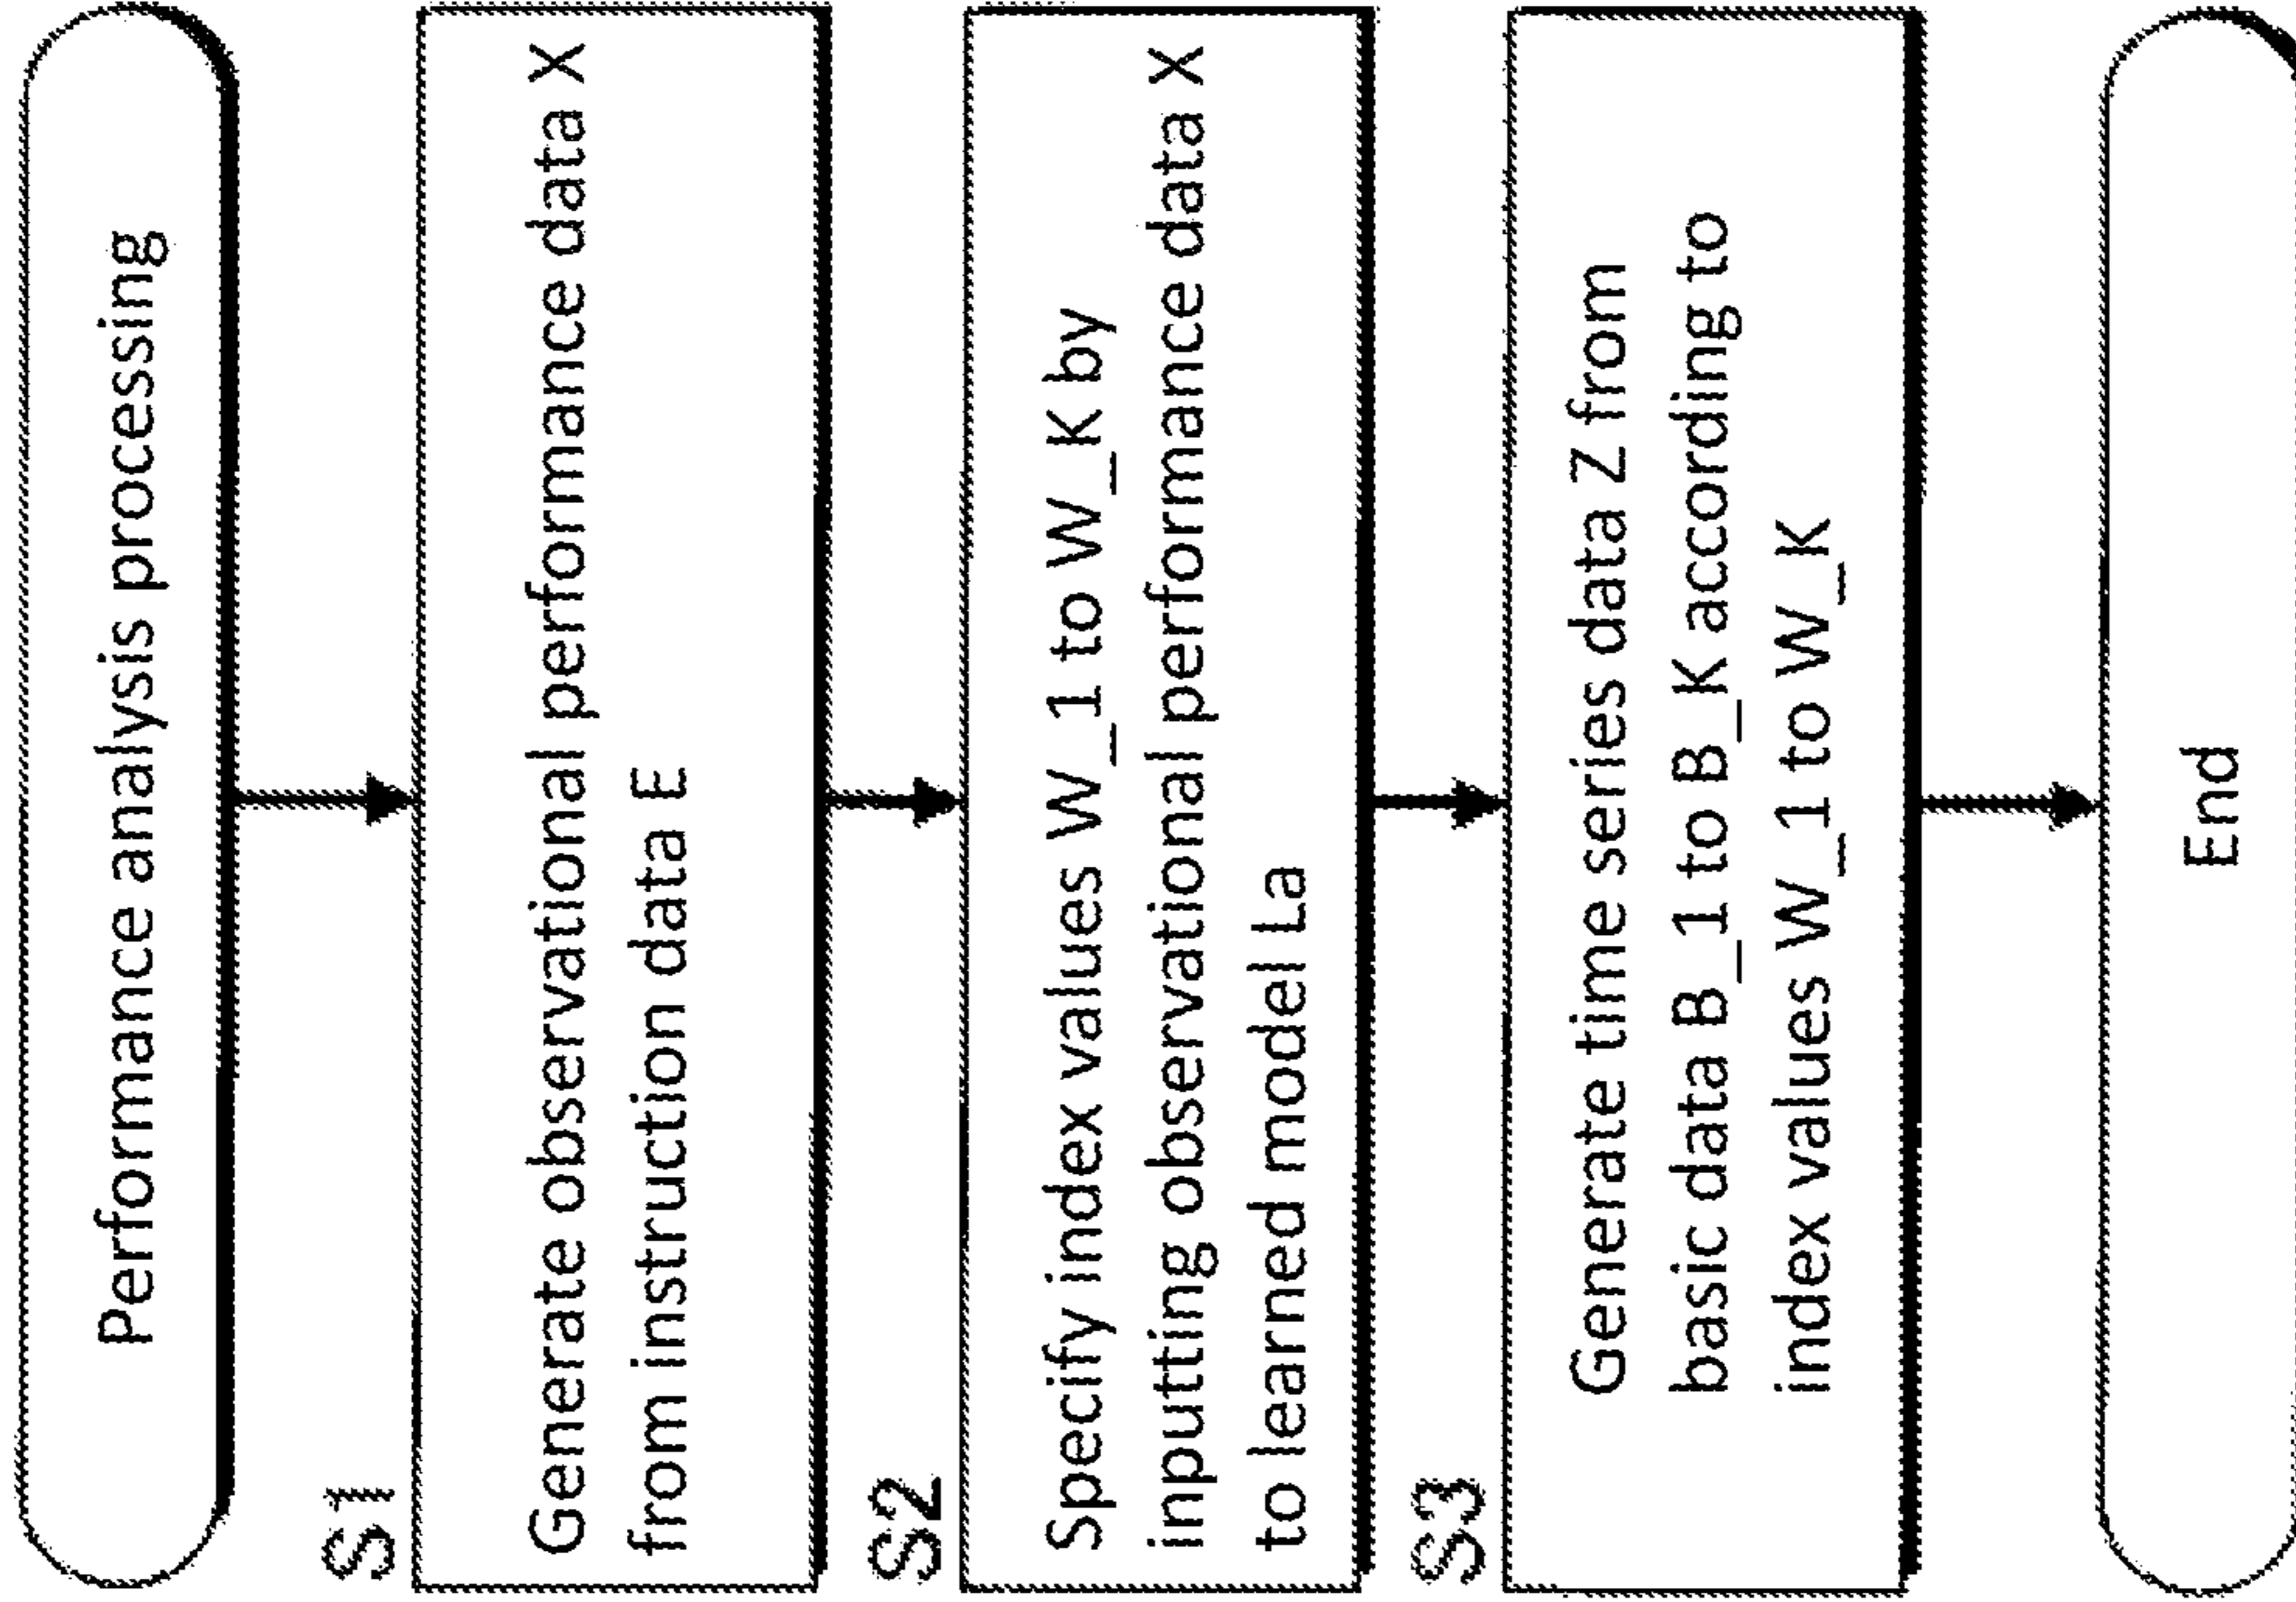 Performance analysis processing
S1
Generate observational performance data X
from instruction data E
S2
Specify index values W_1 to W_K by
inputting observational performance data X
to learned model La
S3
Generate time series data Z from
basic data B_1 to B_K according to
index values W_1 to W_K
End